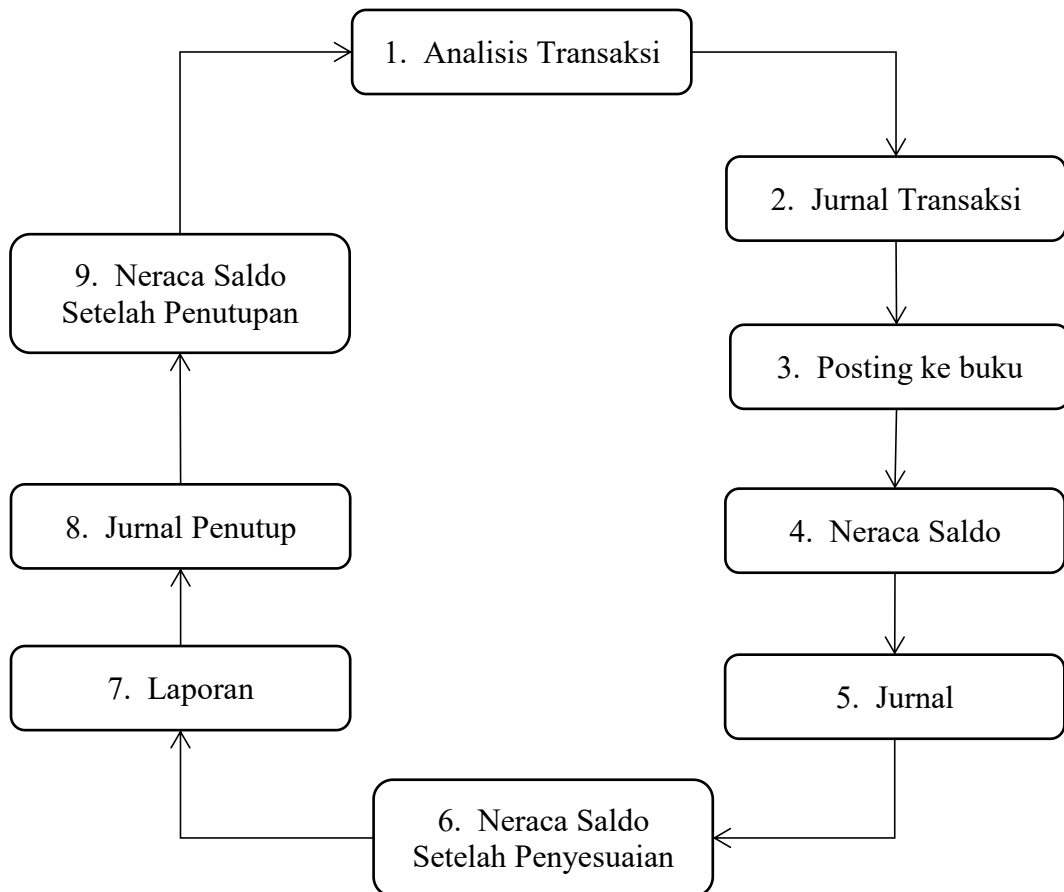 1. Analisis Transaksi
2. Jurnal Transaksi
3. Posting ke buku
4. Neraca Saldo
5. Jurnal
6. Neraca Saldo
Setelah Penyesuaian
7. Laporan
8. Jurnal Penutup
9. Neraca Saldo
Setelah Penutupan